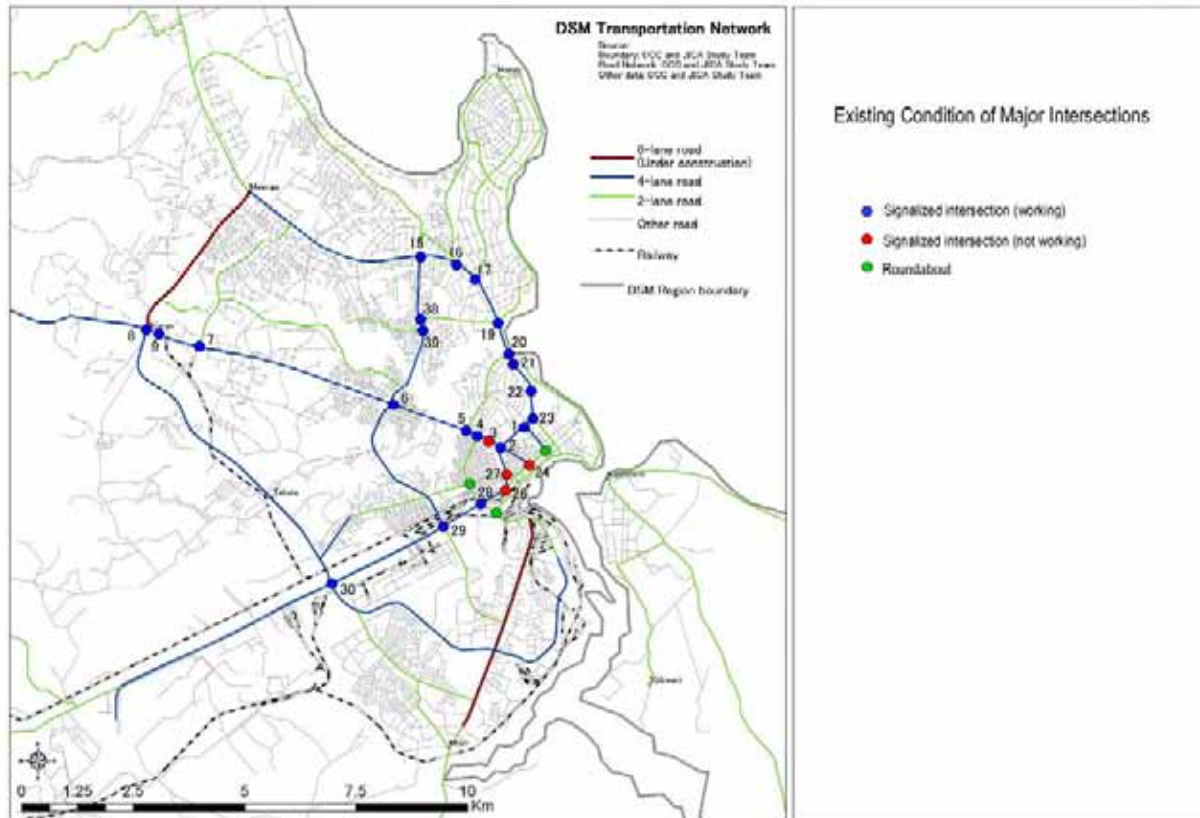 DSM Transportation Network
Source:
Boundary: DCC and JICA Study Team
Road Network: DCC and JICA Study Team
Other data: DCC and JICA Study Team
6-lane road
(Under construction)
4-lane road
2-lane road
Other road
Railway
DSM Region boundary
Existing Condition of Major Intersections
Signalized intersection (working)
Signalized intersection (not working)
Roundabout
15
16
17
38
39
19
20
21
22
23
8
9
7
6
5
4
3
1
2
27
26
28
29
30
0 1.25 2.5 5 7.5 10
Km